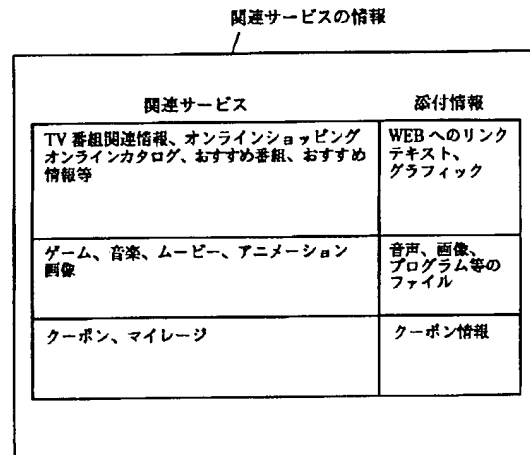 関連サービスの情報
関連サービス
添付情報
TV 番組関連情報、オンラインショッピング
オンラインカタログ、おすすめ番組、おすすめ
情報等
WEB へのリンク
テキスト、
グラフィック
ゲーム、音楽、ムービー、アニメーション
画像
音声、画像、
プログラム等の
ファイル
クーポン、マイレージ
クーポン情報